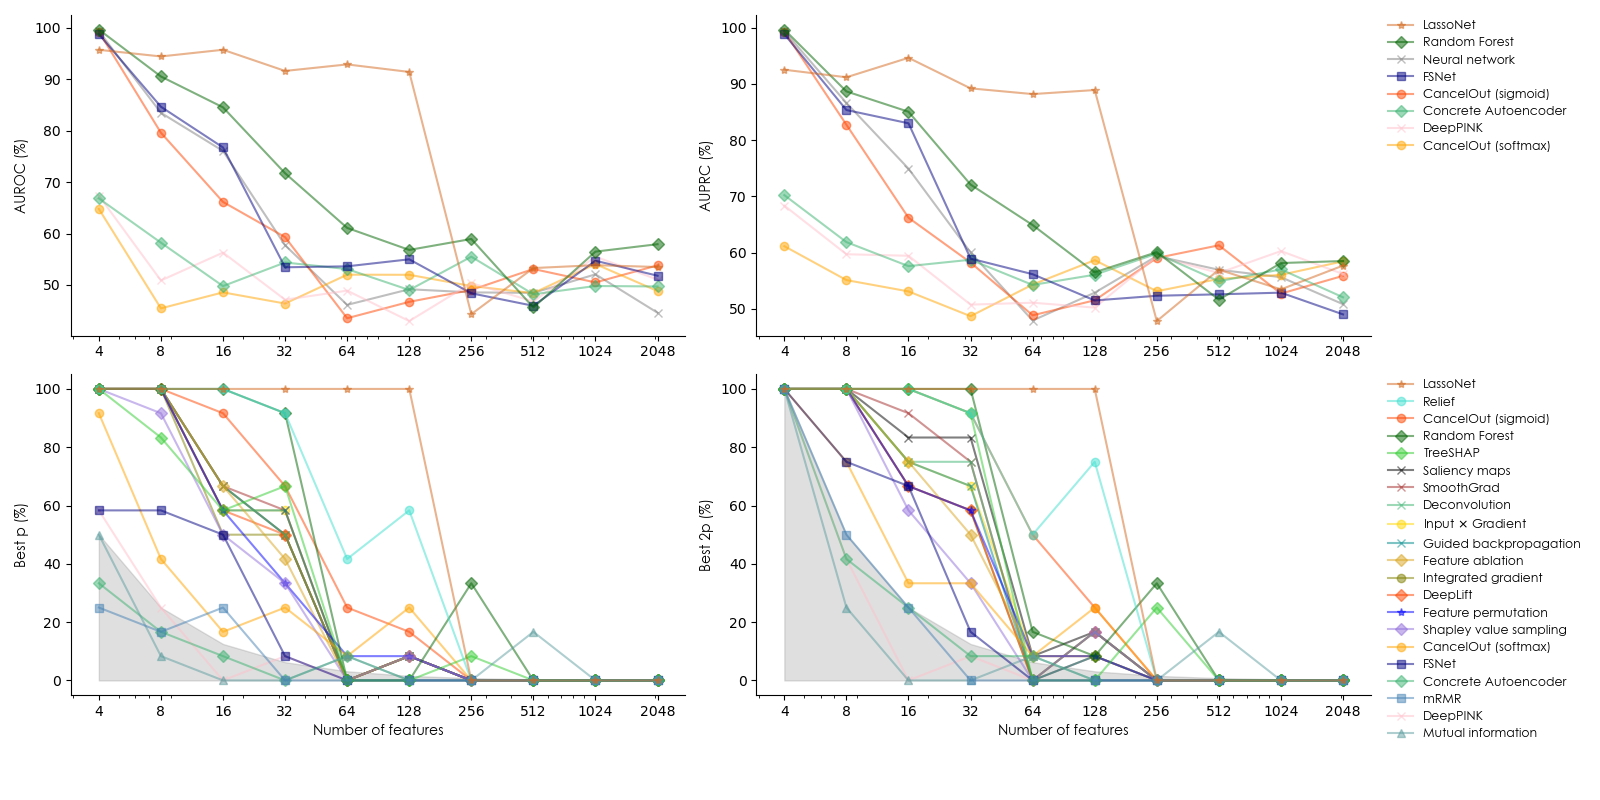 AUROC (%)
100
90
80
70
60
50
4 8 16 32 64 128 256 512 1024 2048
AUPRC (%)
100
90
80
70
60
50
4 8 16 32 64 128 256 512 1024 2048
LassoNet
Random Forest
Neural network
FSNet
CancelOut (sigmoid)
Concrete Autoencoder
DeepPINK
CancelOut (softmax)
Best p (%)
100
80
60
40
20
0
4 8 16 32 64 128 256 512 1024 2048
Number of features
Best 2p (%)
100
80
60
40
20
0
4 8 16 32 64 128 256 512 1024 2048
Number of features
LassoNet
Relief
CancelOut (sigmoid)
Random Forest
TreeSHAP
Saliency maps
SmoothGrad
Deconvolution
Input × Gradient
Guided backpropagation
Feature ablation
Integrated gradient
DeepLift
Feature permutation
Shapley value sampling
CancelOut (softmax)
FSNet
Concrete Autoencoder
mRMR
DeepPINK
Mutual information